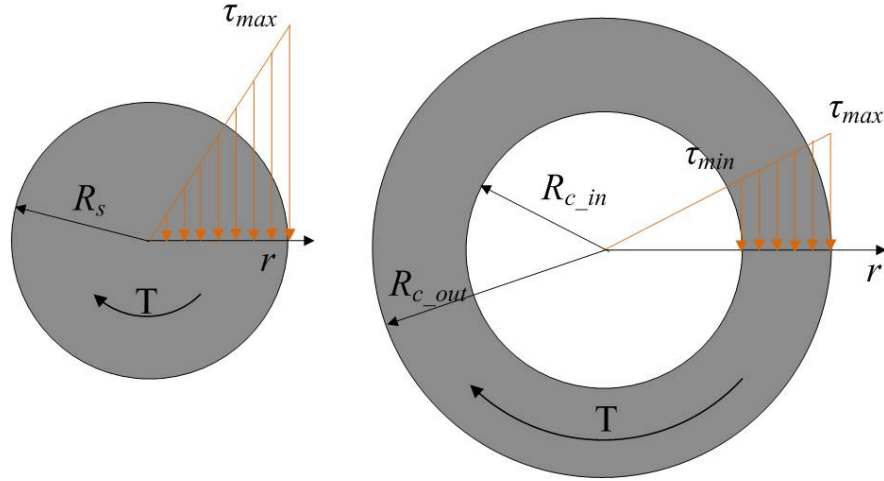 τmax
Rs
r
T
τmax
τmin
Rc_in
r
Rc_out
T